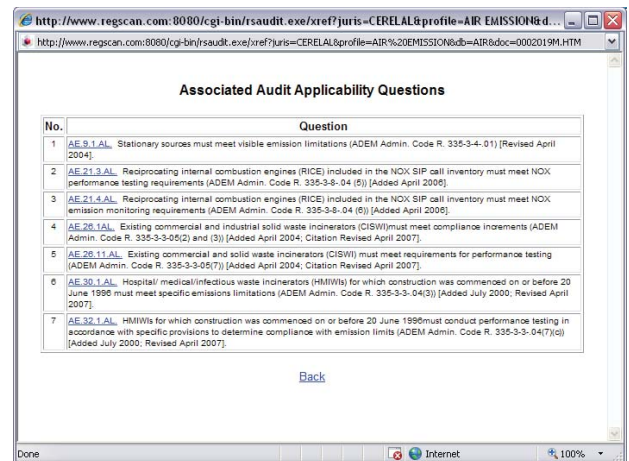 http://www.regscan.com:8080/cgi-bin/rsaudit.exe/xref?juris=CERELAL&profile=AIR EMISSION&d...
http://www.regscan.com:8080/cgi-bin/rsaudit.exe/xref?juris=CERELAL&profile=AIR%20EMISSION&db=AIR&doc=0002019M.HTM
Associated Audit Applicability Questions
No. Question
1 AE.9.1.AL. Stationary sources must meet visible emission limitations (ADEM Admin. Code R. 335-3-4-.01) [Revised April
2004].
2 AE.21.3.AL. Reciprocating internal combustion engines (RICE) included in the NOX SIP call inventory must meet NOX
performance testing requirements (ADEM Admin. Code R. 335-3-8-.04 (5)) [Added April 2006].
3 AE.21.4.AL. Reciprocating internal combustion engines (RICE) included in the NOX SIP call inventory must meet NOX
emission monitoring requirements (ADEM Admin. Code R. 335-3-8-.04 (6)) [Added April 2006].
4 AE.26.1AL. Existing commercial and industrial solid waste incinerators (CISWI)must meet compliance increments (ADEM
Admin. Code R. 335-3-3-05(2) and (3)) [Added April 2004; Citation Revised April 2007].
5 AE.26.11.AL. Existing commercial and solid waste incinerators (CISWI) must meet requirements for performance testing
(ADEM Admin. Code R. 335-3-3-05(7)) [Added April 2004; Citation Revised April 2007].
6 AE.30.1.AL. Hospital/ medical/infectious waste incinerators (HMIWIs) for which construction was commenced on or before 20
June 1996 must meet specific emissions limitations (ADEM Admin. Code R. 335-3-3-.04(3)) [Added July 2000; Revised April
2007].
7 AE.32.1.AL. HMIWIs for which construction was commenced on or before 20 June 1996must conduct performance testing in
accordance with specific provisions to determine compliance with emission limits (ADEM Admin. Code R. 335-3-3-.04(7)(c))
[Added July 2000; Revised April 2007].
Back
Done Internet 100%